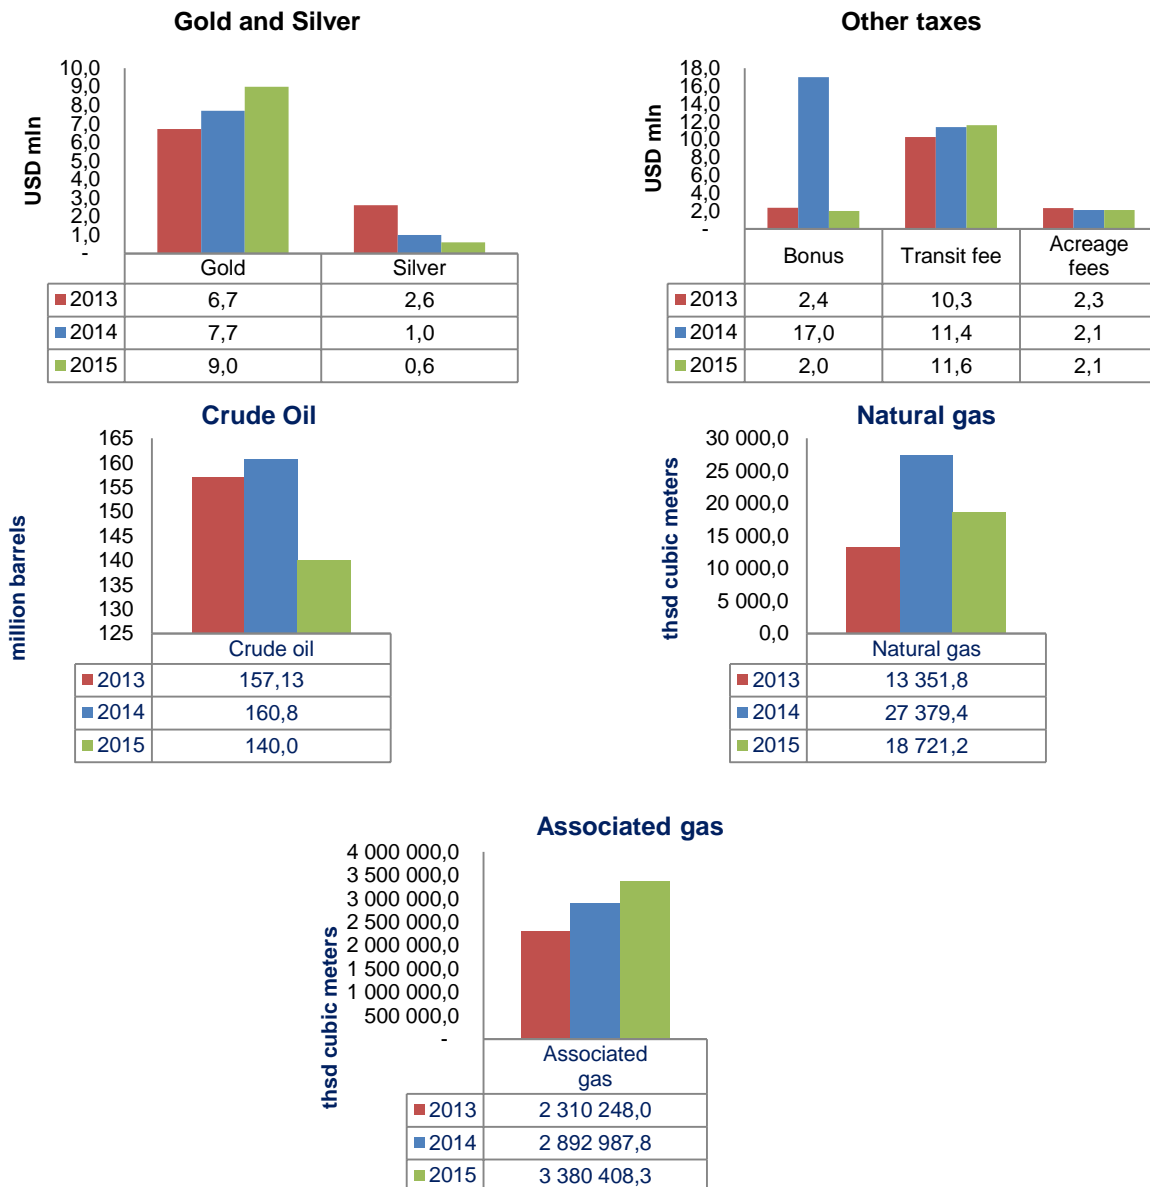 Gold and Silver
USD mln
10,0
9,0
8,0
7,0
6,0
5,0
4,0
3,0
2,0
1,0
-
Gold Silver
2013 6,7 2,6
2014 7,7 1,0
2015 9,0 0,6
Other taxes
USD mln
18,0
16,0
14,0
12,0
10,0
8,0
6,0
4,0
2,0
-
Bonus Transit fee Acreage
fees
2013 2,4 10,3 2,3
2014 17,0 11,4 2,1
2015 2,0 11,6 2,1
Crude Oil
million barrels
165
160
155
150
145
140
135
130
125
Crude oil
2013 157,13
2014 160,8
2015 140,0
Natural gas
thsd cubic meters
30 000,0
25 000,0
20 000,0
15 000,0
10 000,0
5 000,0
0,0
Natural gas
2013 13 351,8
2014 27 379,4
2015 18 721,2
Associated gas
thsd cubic meters
4 000 000,0
3 500 000,0
3 000 000,0
2 500 000,0
2 000 000,0
1 500 000,0
1 000 000,0
500 000,0
-
Associated
gas
2013 2 310 248,0
2014 2 892 987,8
2015 3 380 408,3